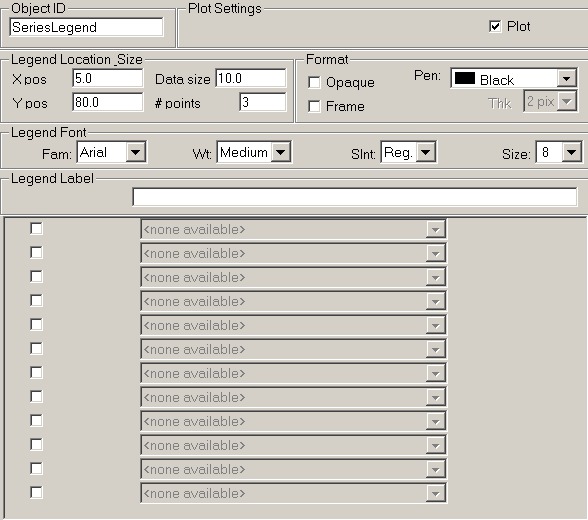 Object ID
Plot Settings
SeriesLegend
Plot
Legend Location _Size
Format
X pos 5.0 Data size 10.0
Opaque Pen: Black
Y pos 80.0 # points 3
Frame Thk 2 pix
Legend Font
Fam: Arial Wt: Medium Slnt: Reg. Size: 8
Legend Label
<none available>
<none available>
<none available>
<none available>
<none available>
<none available>
<none available>
<none available>
<none available>
<none available>
<none available>
<none available>